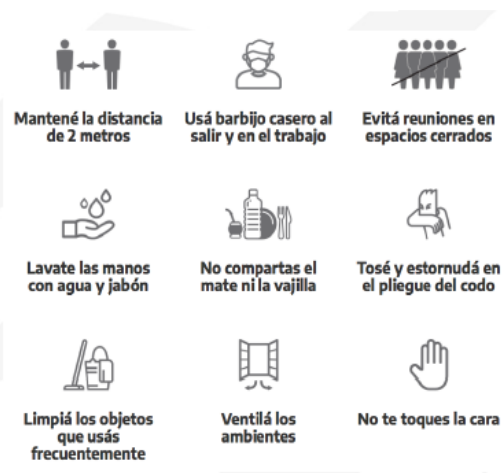 Mantené la distancia
de 2 metros
Usá barbijo casero al
salir y en el trabajo
Evitá reuniones en
espacios cerrados
Lavate las manos
con agua y jabón
No compartas el
mate ni la vajilla
Tosé y estornudá en
el pliegue del codo
Limpiá los objetos
que usás
frecuentemente
Ventilá los
ambientes
No te toques la cara